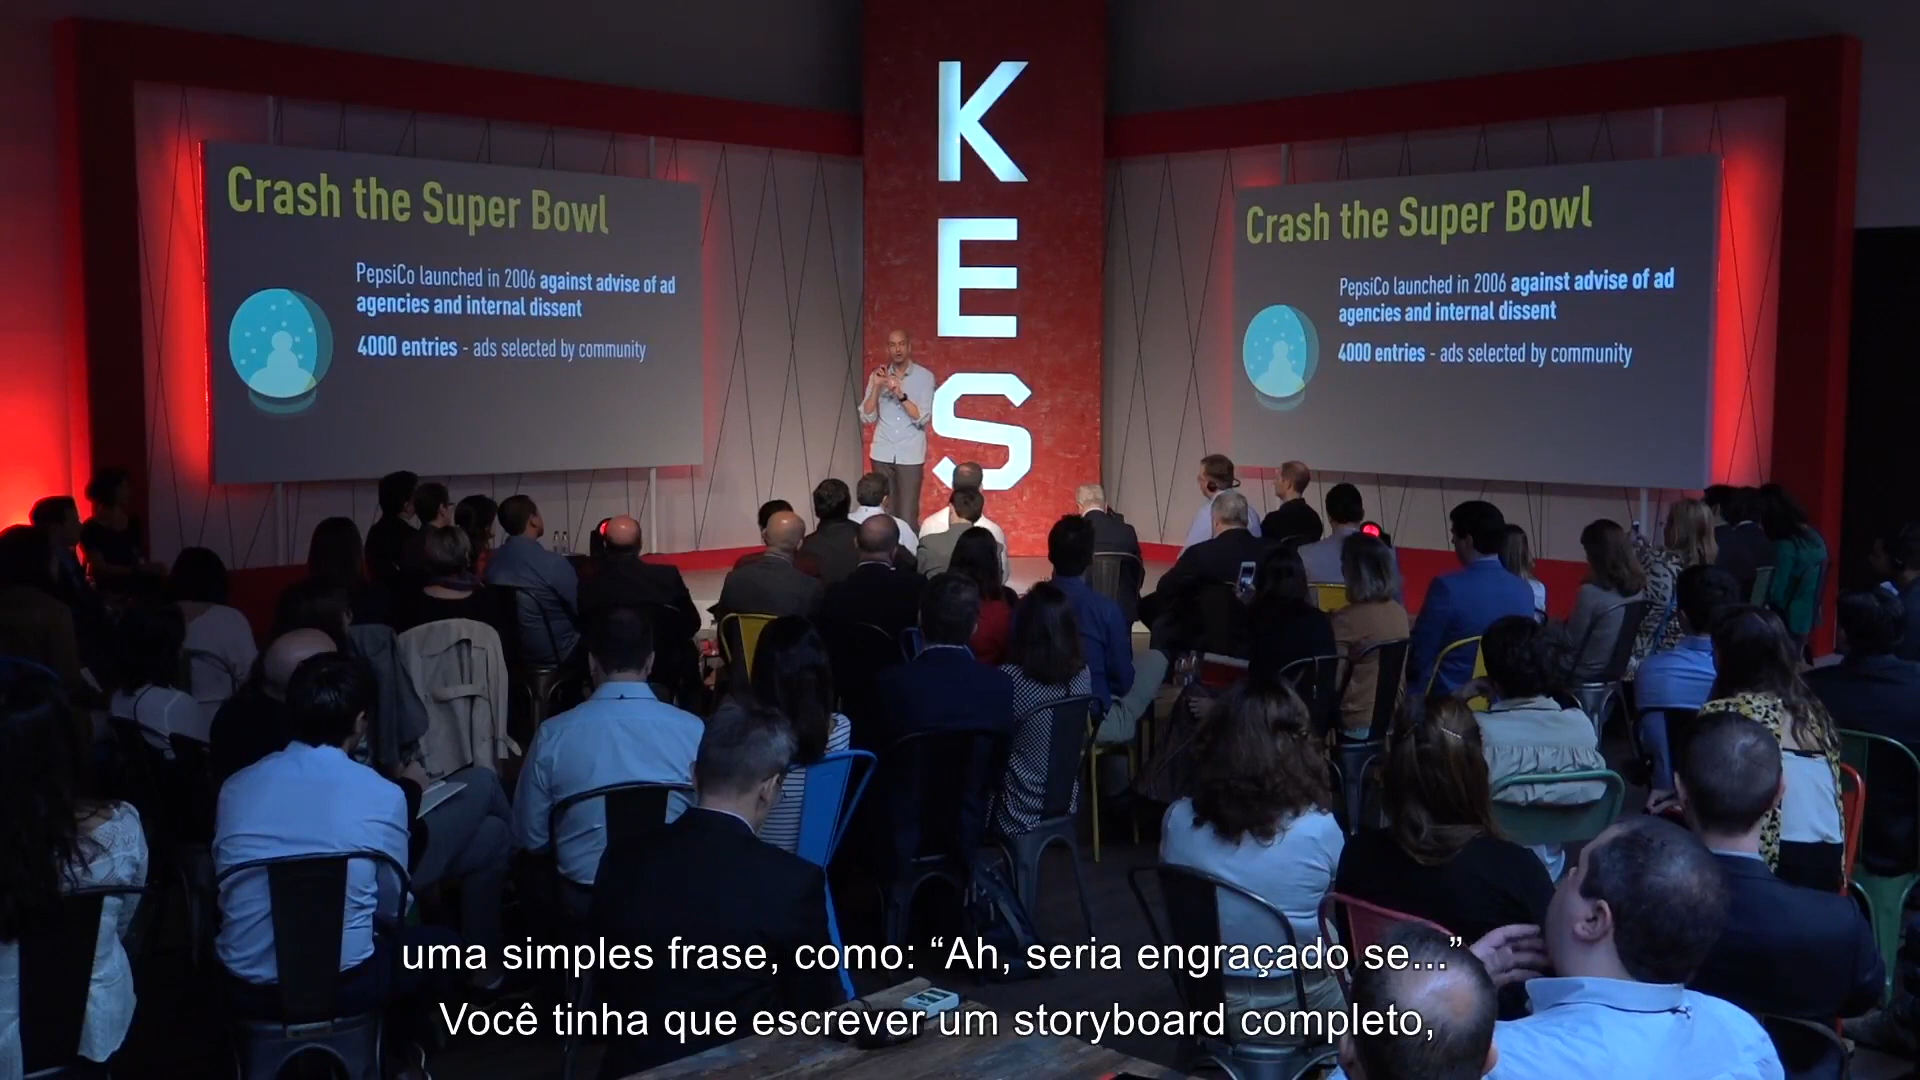 Crash the Super Bowl
PepsiCo launched in 2006 against advise of ad
agencies and internal dissent
4000 entries - ads selected by community
KES
Crash the Super Bowl
PepsiCo launched in 2006 against advise of ad
agencies and internal dissent
4000 entries - ads selected by community
uma simples frase, como: “Ah, seria engraçado se...”
Você tinha que escrever um storyboard completo,